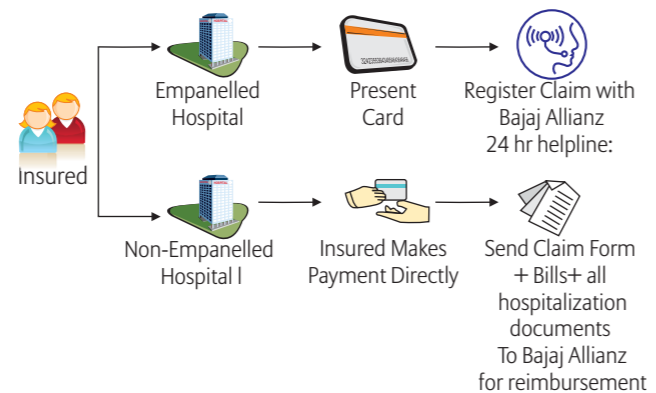 Insured
Empanelled
Hospital
Present
Card
Register Claim with
Bajaj Allianz
24 hr helpline:
Non-Empanelled
Hospital l
Insured Makes
Payment Directly
Send Claim Form
+ Bills+ all
hospitalization
documents
To Bajaj Allianz
for reimbursement